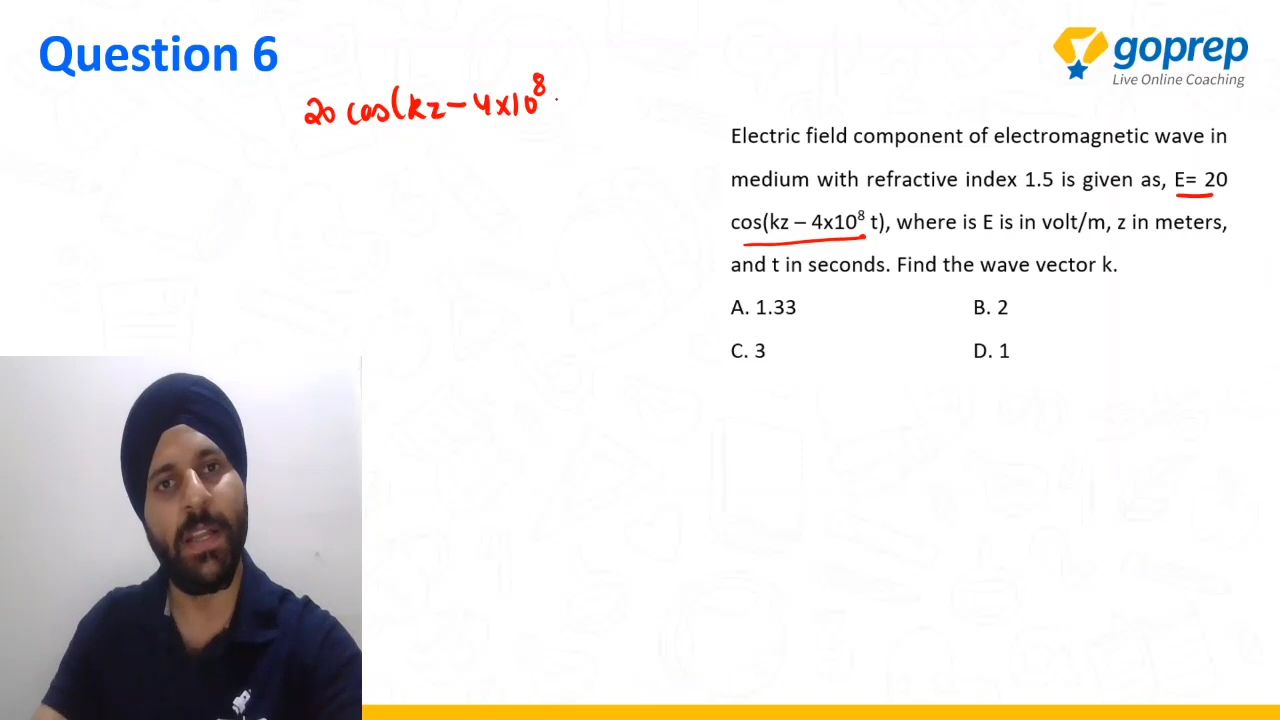 Question 6
goprep
Live Online Coaching
20 cos(kz – 4x10⁸
Electric field component of electromagnetic wave in
medium with refractive index 1.5 is given as, E= 20
cos(kz – 4x10⁸ t), where is E is in volt/m, z in meters,
and t in seconds. Find the wave vector k.
A. 1.33 B. 2
C. 3 D. 1